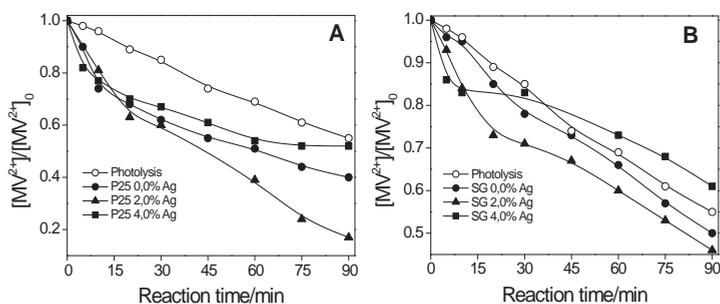 A
[MV²⁺]/[MV²⁺]₀
1.0
0.8
0.6
0.4
0.2
Photolysis
P25 0,0% Ag
P25 2,0% Ag
P25 4,0% Ag
0 15 30 45 60 75 90
Reaction time/min
B
[MV²⁺]/[MV²⁺]₀
1.0
0.9
0.8
0.7
0.6
0.5
Photolysis
SG 0,0% Ag
SG 2,0% Ag
SG 4,0% Ag
0 15 30 45 60 75 90
Reaction time/min